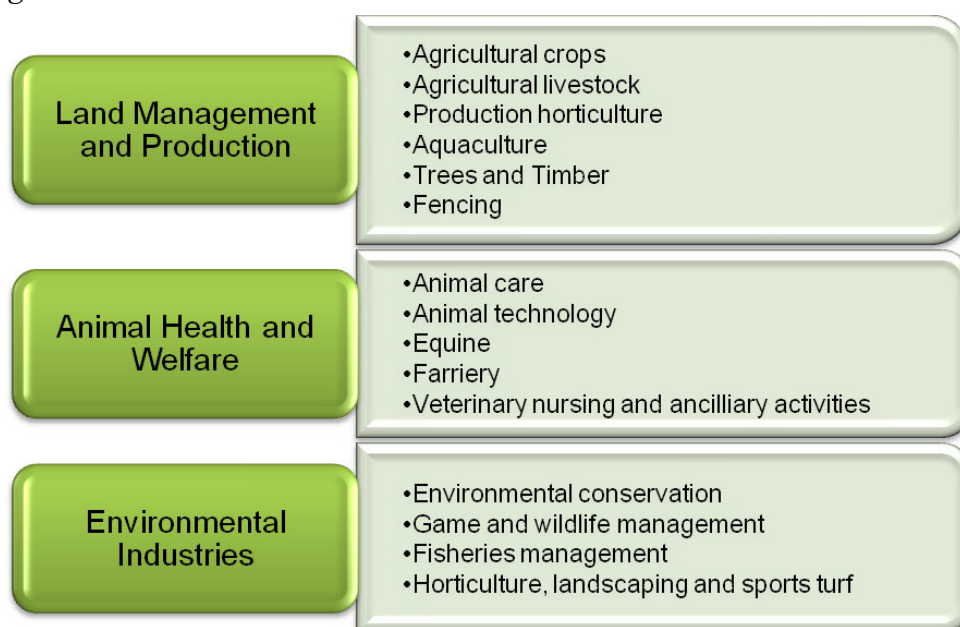 Land Management
and Production
•Agricultural crops
•Agricultural livestock
•Production horticulture
•Aquaculture
•Trees and Timber
•Fencing
Animal Health and
Welfare
•Animal care
•Animal technology
•Equine
•Farriery
•Veterinary nursing and ancilliary activities
Environmental
Industries
•Environmental conservation
•Game and wildlife management
•Fisheries management
•Horticulture, landscaping and sports turf